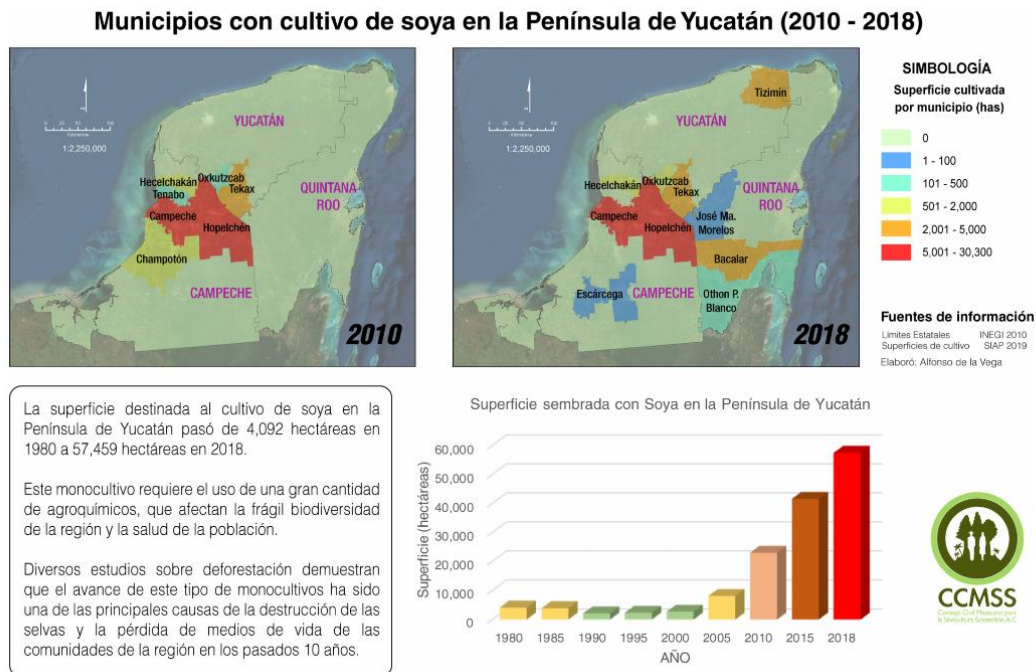 Municipios con cultivo de soya en la Península de Yucatán (2010 - 2018)
1:2,250,000
YUCATÁN
Hecelchakán
Tenabo
Oxkutzcab
Tekax
QUINTANA
ROO
Campeche
Hopelchén
Champotón
CAMPECHE
2010
1:2,250,000
Tizimín
YUCATÁN
Hecelchakán
Oxkutzcab
Tekax
QUINTANA
ROO
Campeche
Hopelchén
José Ma.
Morelos
Bacalar
Escárcega
CAMPECHE
Othon P.
Blanco
2018
SIMBOLOGÍA
Superficie cultivada
por municipio (has)
0
1 - 100
101 - 500
501 - 2,000
2,001 - 5,000
5,001 - 30,300
Fuentes de información
Límites Estatales INEGI 2010
Superficies de cultivo SIAP 2019
Elaboró: Alfonso de la Vega
La superficie destinada al cultivo de soya en la
Península de Yucatán pasó de 4,092 hectáreas en
1980 a 57,459 hectáreas en 2018.
Este monocultivo requiere el uso de una gran cantidad
de agroquímicos, que afectan la frágil biodiversidad
de la región y la salud de la población.
Diversos estudios sobre deforestación demuestran
que el avance de este tipo de monocultivos ha sido
una de las principales causas de la destrucción de las
selvas y la pérdida de medios de vida de las
comunidades de la región en los pasados 10 años.
Superficie sembrada con Soya en la Península de Yucatán
Superficie (hectáreas)
60,000
50,000
40,000
30,000
20,000
10,000
0
1980 1985 1990 1995 2000 2005 2010 2015 2018
AÑO
CCMSS
Consejo Civil Mexicano para
la Silvicultura Sostenible, A.C.